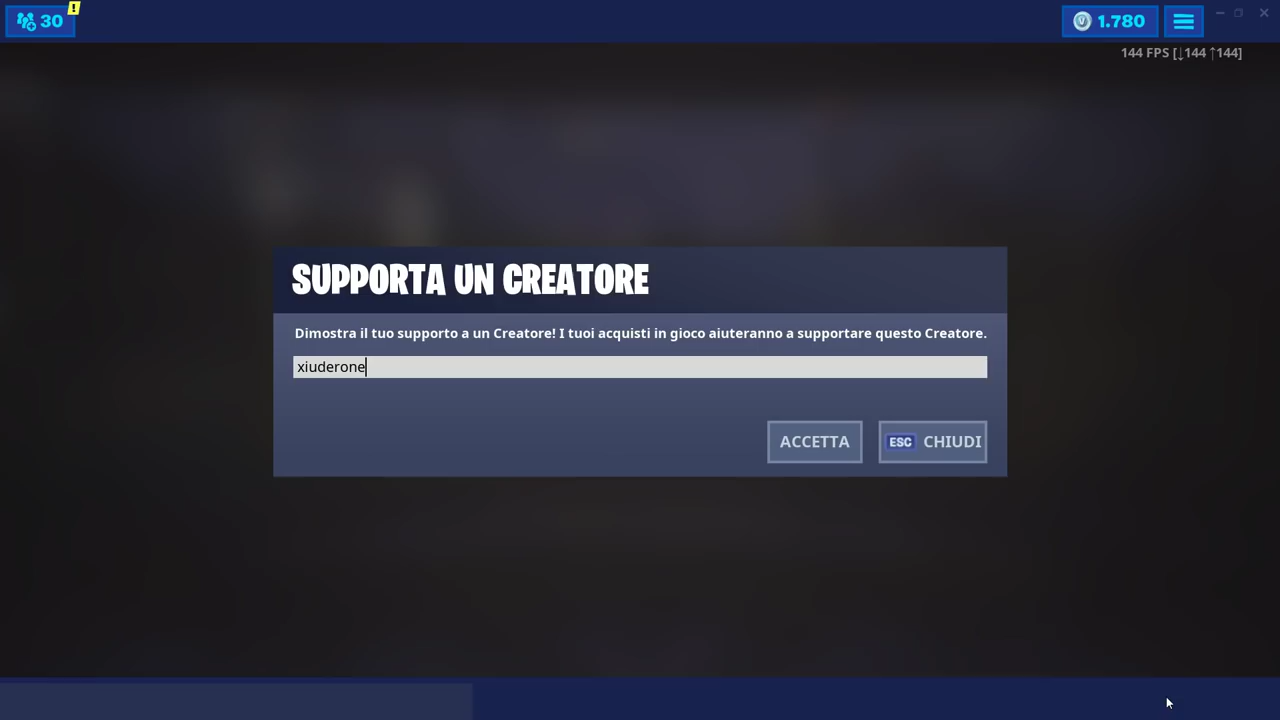 30 !
1.780
144 FPS [↓144 ↑144]
SUPPORTA UN CREATORE
Dimostra il tuo supporto a un Creatore! I tuoi acquisti in gioco aiuteranno a supportare questo Creatore.
xiuderone
ACCETTA
ESC CHIUDI